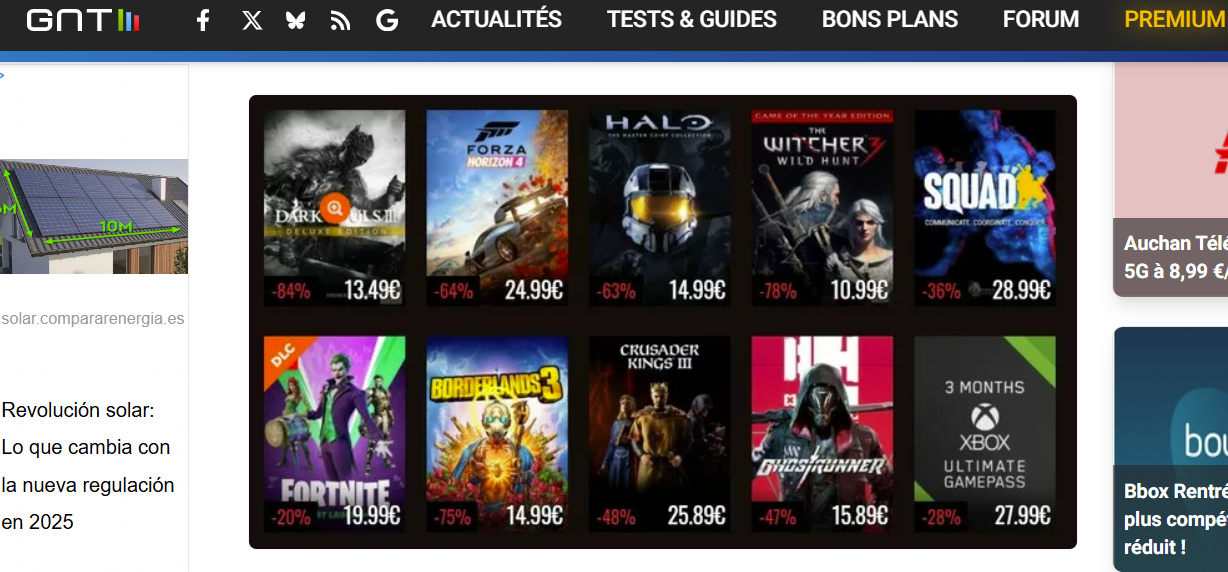 GNT
ACTUALITÉS
TESTS & GUIDES
BONS PLANS
FORUM
PREMIUM
10M
solar.compararenergia.es
Revolución solar:
Lo que cambia con
la nueva regulación
en 2025
DARK
III
DELUXE EDITION
-84%
13.49€
FORZA
HORIZON 4
-64%
24.99€
HALO
THE MASTER CHIEF COLLECTION
-63%
14.99€
GAME OF THE YEAR EDITION
THE
WITCHER 3
WILD HUNT
-78%
10.99€
SQUAD
COMMUNICATE. COORDINATE. CONQUER.
-36%
28.99€
DLC
FORTNITE
-20%
19.99€
BORDERLANDS 3
-75%
14.99€
CRUSADER
KINGS III
-48%
25.89€
GHOSTRUNNER
-47%
15.89€
3 MONTHS
XBOX
ULTIMATE
GAMEPASS
-28%
27.99€
Auchan Télé
5G à 8,99 €/
bou
Bbox Rentré
plus compét
réduit !